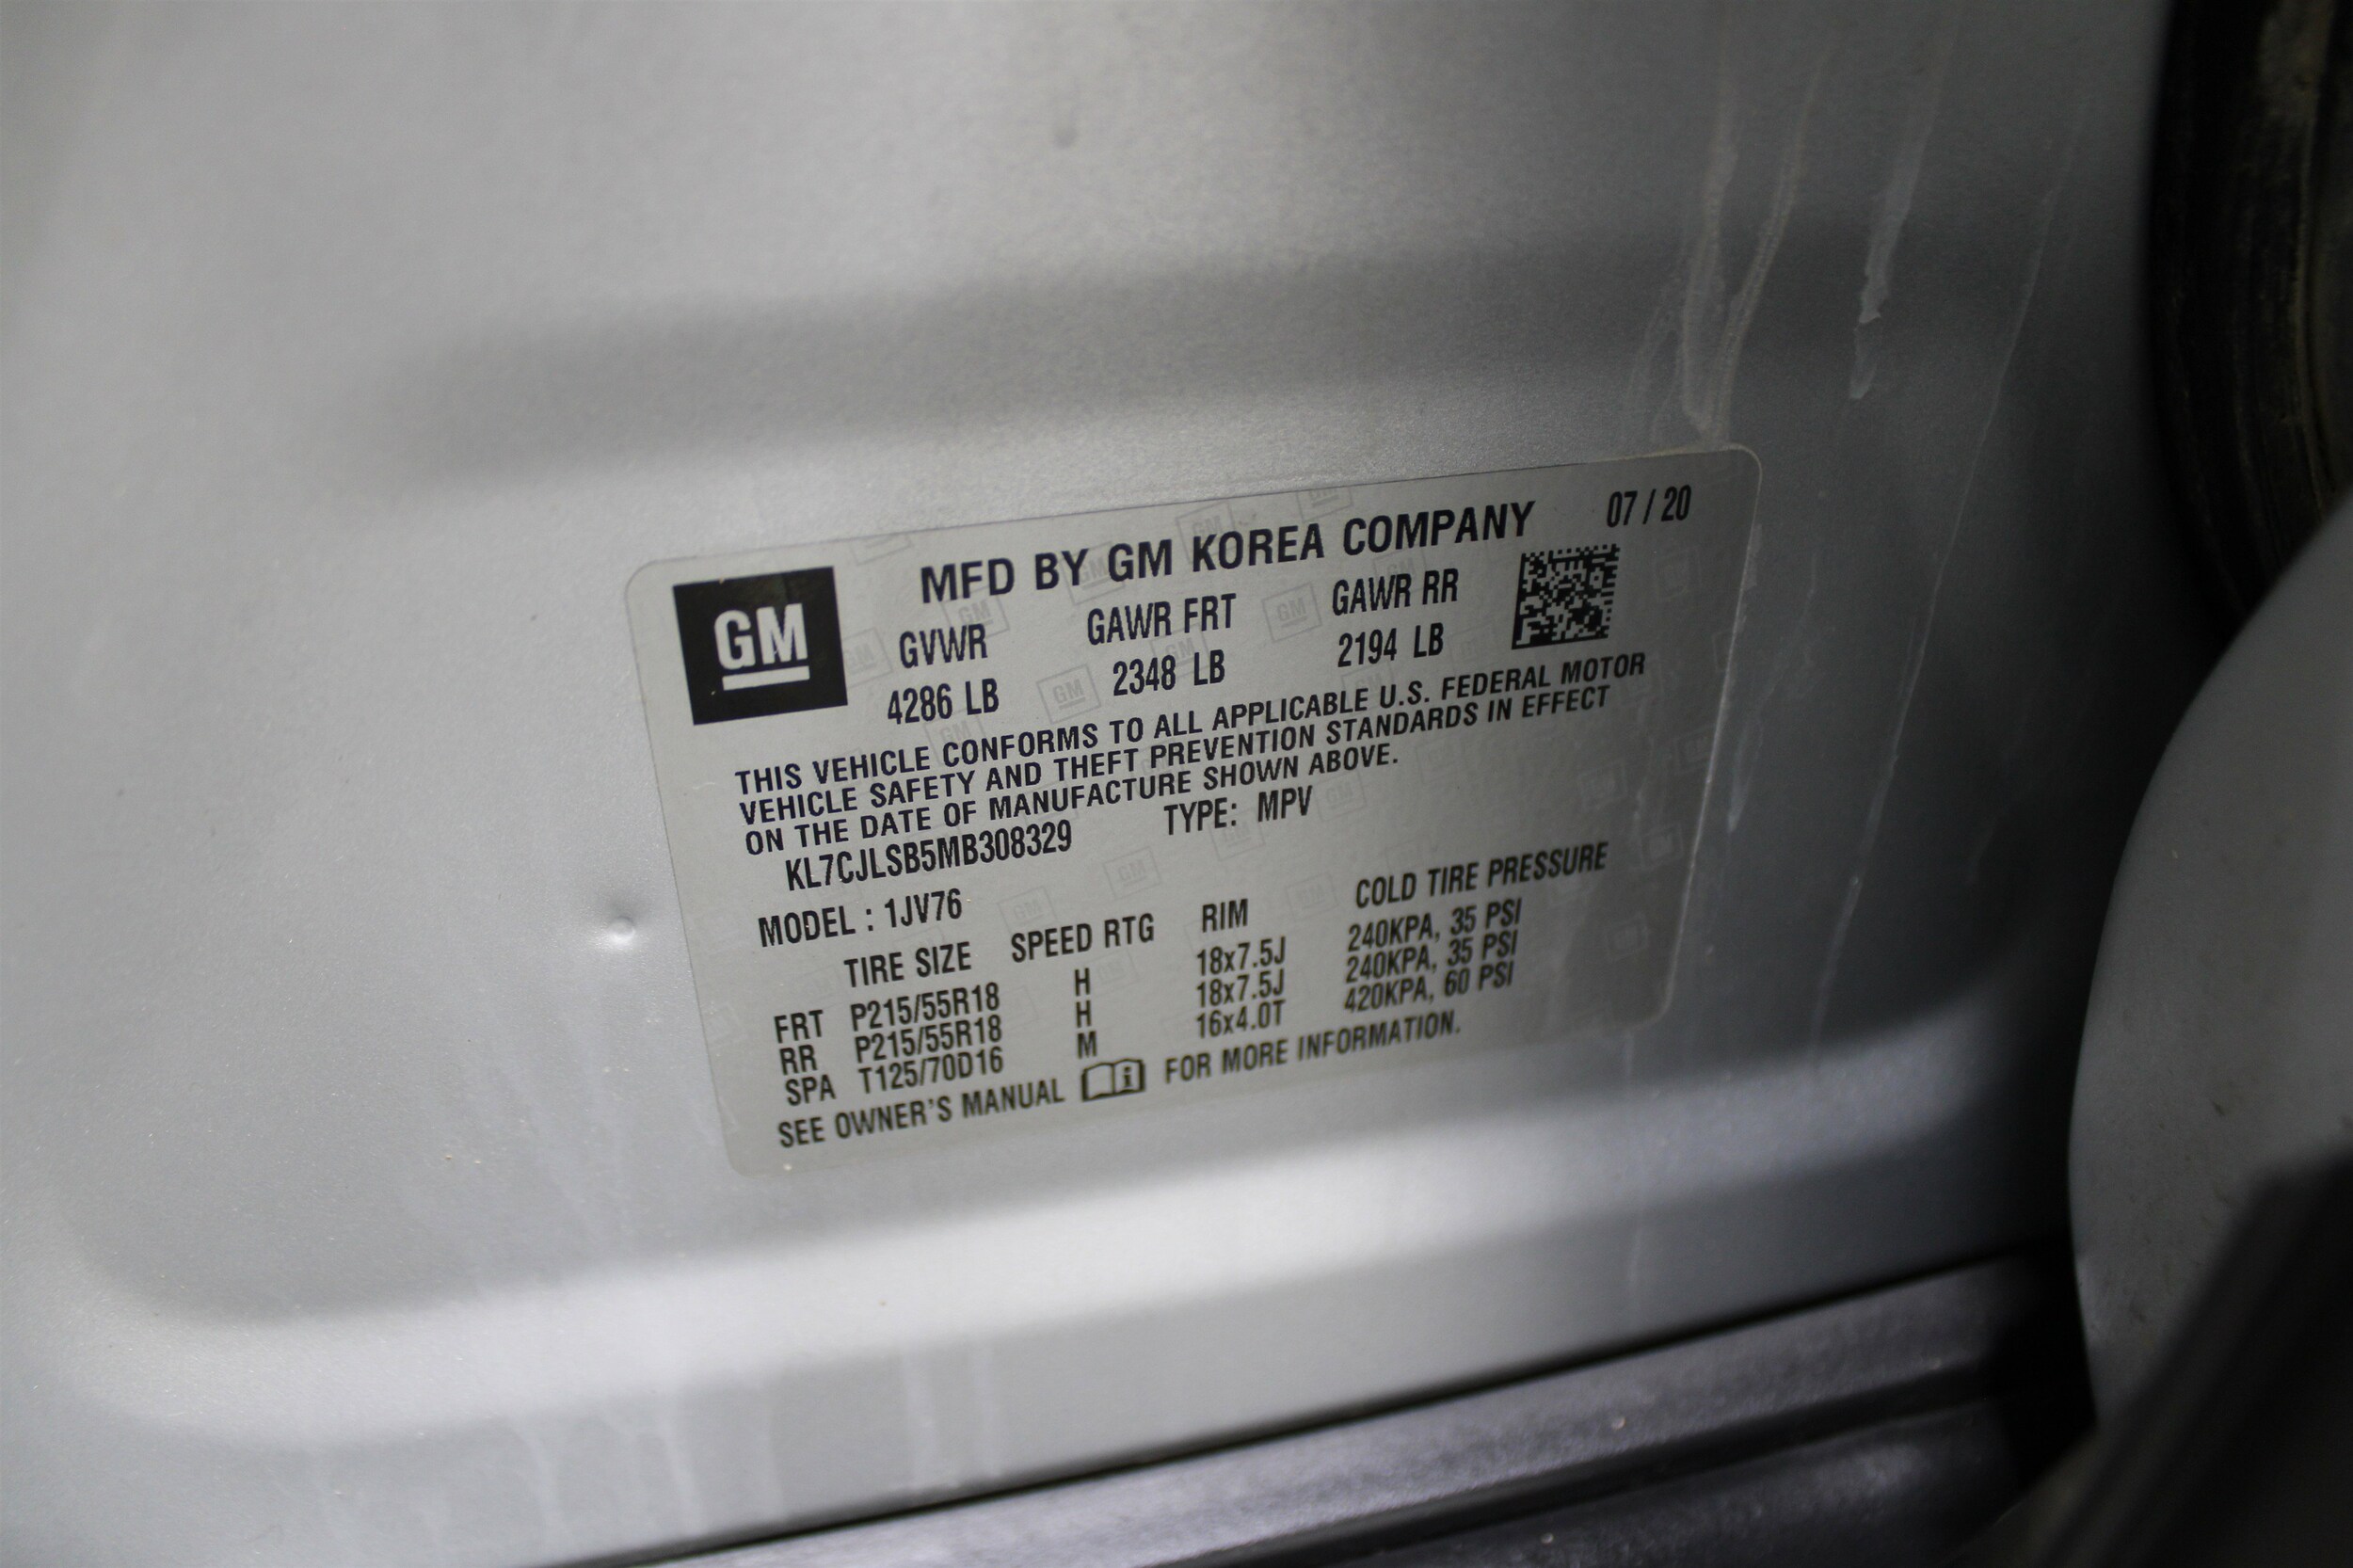 MFD BY GM KOREA COMPANY 07 / 20
GM
GVWR GAWR FRT GAWR RR
4286 LB 2348 LB 2194 LB
THIS VEHICLE CONFORMS TO ALL APPLICABLE U.S. FEDERAL MOTOR
VEHICLE SAFETY AND THEFT PREVENTION STANDARDS IN EFFECT
ON THE DATE OF MANUFACTURE SHOWN ABOVE.
KL7CJLSB5MB308329 TYPE: MPV
MODEL : 1JV76
TIRE SIZE SPEED RTG RIM COLD TIRE PRESSURE
FRT P215/55R18 H 18x7.5J 240KPA, 35 PSI
RR P215/55R18 H 18x7.5J 240KPA, 35 PSI
SPA T125/70D16 M 16x4.0T 420KPA, 60 PSI
SEE OWNER'S MANUAL i FOR MORE INFORMATION.